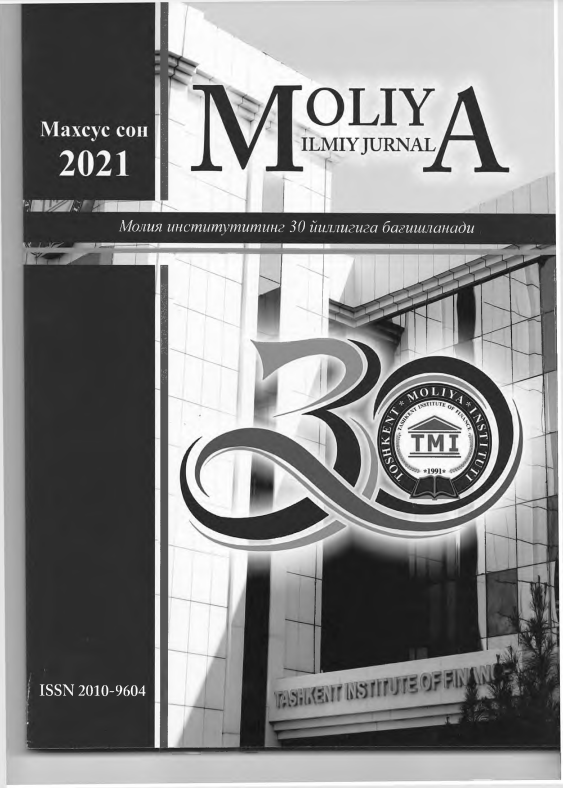 Махсус сон
2021
MOLIYA
ILMIY JURNAL
Молия институтитинг 30 йиллигига бағишланади
30
TOSHKENT * MOLIYA * INSTITUTI
TASHKENT INSTITUTE OF FINANCE
TMI
*1991*
ISSN 2010-9604
TASHKENT INSTITUTE OF FINAN